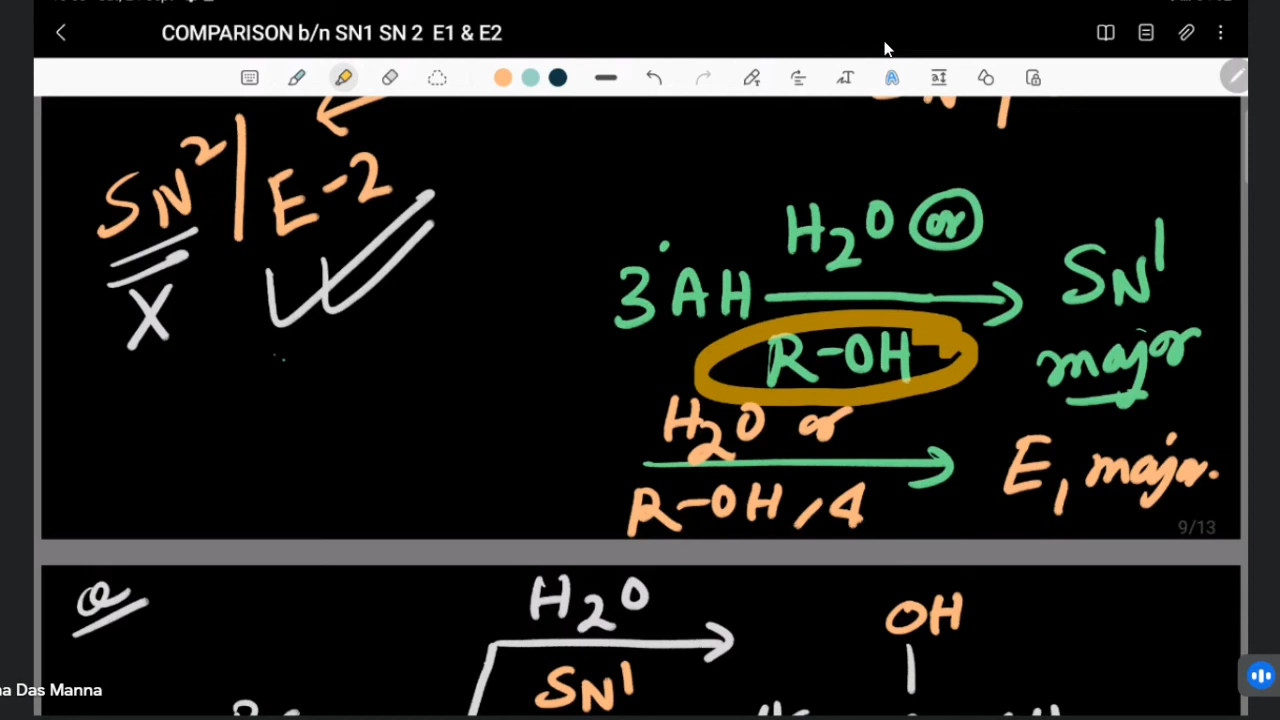 COMPARISON b/n SN1 SN 2 E1 & E2
SN² | E-2
X
H₂O or
3° AH → SN¹
R-OH major
H₂O or
→ E₁ major.
R-OH, Δ
9/13
Q
H₂O
OH
SN¹
Das Manna